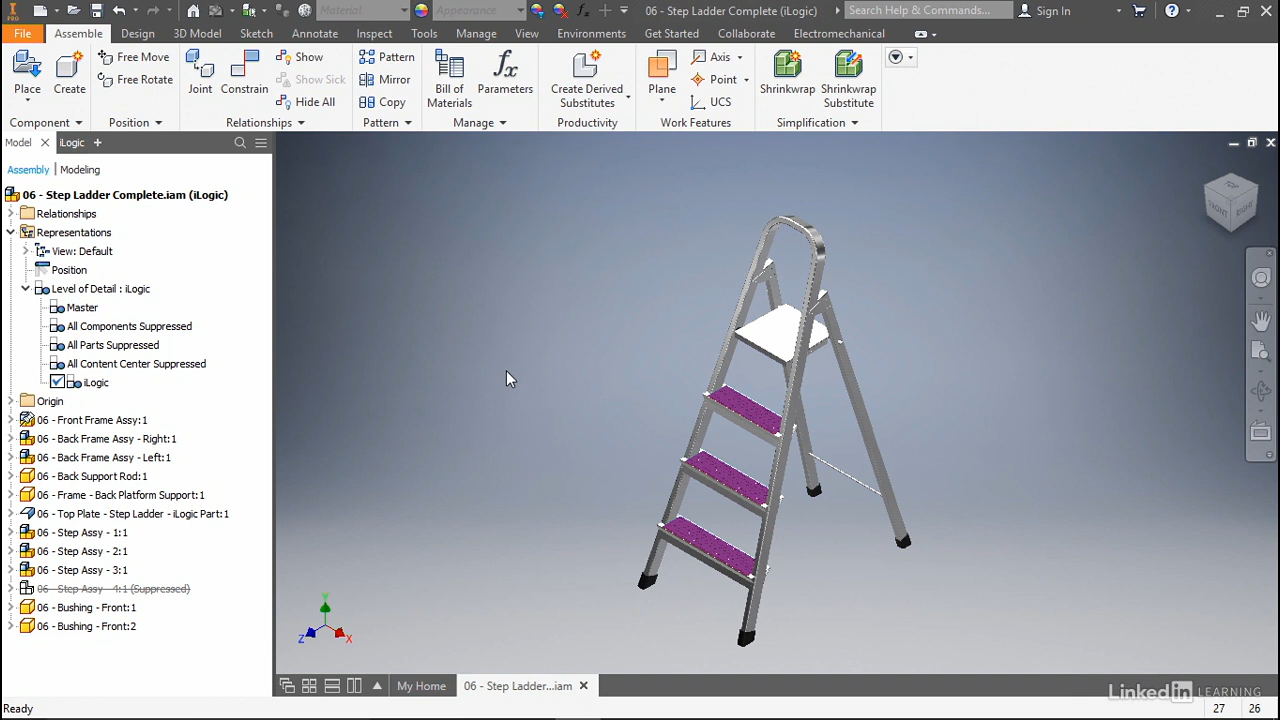 PRO
Material
Appearance
06 - Step Ladder Complete (iLogic)
Search Help & Commands...
Sign In
File Assemble Design 3D Model Sketch Annotate Inspect Tools Manage View Environments Get Started Collaborate Electromechanical
Place
Create
Free Move
Free Rotate
Joint
Constrain
Show
Show Sick
Hide All
Pattern
Mirror
Copy
Bill of
Materials
Parameters
Create Derived
Substitutes
Plane
Axis
Point
UCS
Shrinkwrap
Shrinkwrap
Substitute
Component Position Relationships Pattern Manage Productivity Work Features Simplification
Model iLogic
Assembly Modeling
06 - Step Ladder Complete.iam (iLogic)
Relationships
Representations
View: Default
Position
Level of Detail : iLogic
Master
All Components Suppressed
All Parts Suppressed
All Content Center Suppressed
iLogic
Origin
06 - Front Frame Assy:1
06 - Back Frame Assy - Right:1
06 - Back Frame Assy - Left:1
06 - Back Support Rod:1
06 - Frame - Back Platform Support:1
06 - Top Plate - Step Ladder - iLogic Part:1
06 - Step Assy - 1:1
06 - Step Assy - 2:1
06 - Step Assy - 3:1
06 - Step Assy - 4:1 (Suppressed)
06 - Bushing - Front:1
06 - Bushing - Front:2
TOP
FRONT
RIGHT
Y
Z
X
My Home
06 - Step Ladder...iam
LinkedIn LEARNING
Ready
27 26